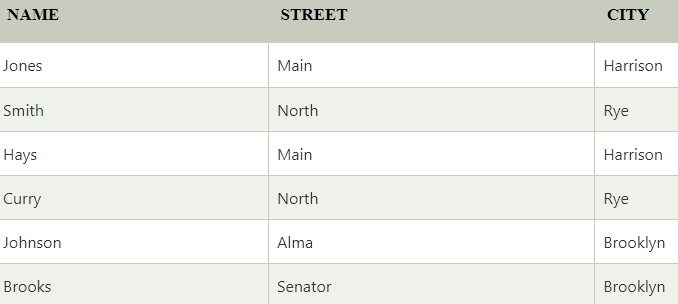 NAME STREET CITY
Jones Main Harrison
Smith North Rye
Hays Main Harrison
Curry North Rye
Johnson Alma Brooklyn
Brooks Senator Brooklyn